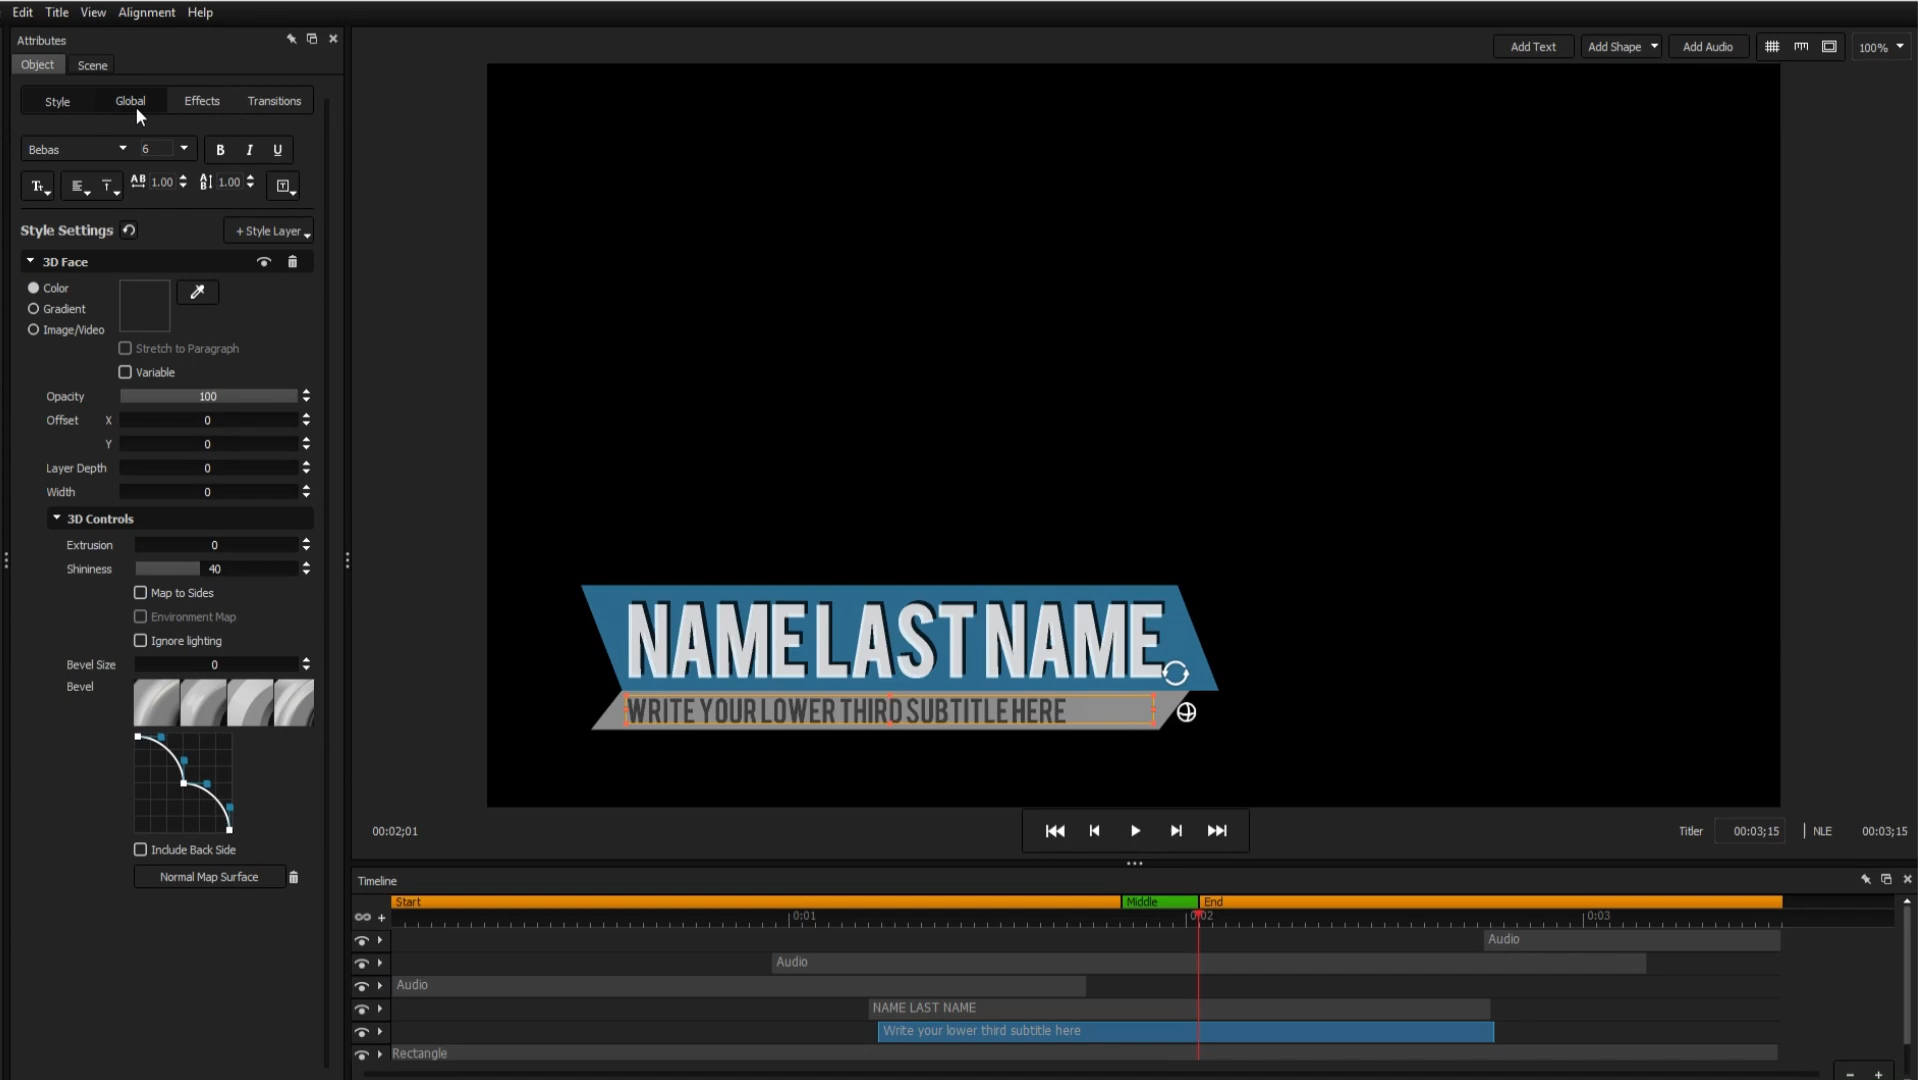 Edit Title View Alignment Help
Attributes
Object Scene
Add Text Add Shape Add Audio 100%
Style Global Effects Transitions
Bebas 6 B I U
Tt AB 1.00 AB 1.00 T
Style Settings + Style Layer
3D Face
Color
Gradient
Image/Video
Stretch to Paragraph
Variable
Opacity 100
Offset X 0
Y 0
Layer Depth 0
Width 0
3D Controls
Extrusion 0
Shininess 40
Map to Sides
Environment Map
Ignore lighting
Bevel Size 0
Bevel
Include Back Side
Normal Map Surface
NAME LAST NAME
WRITE YOUR LOWER THIRD SUBTITLE HERE
00:02;01 Titler 00:03;15 NLE 00:03;15
Timeline
Start Middle End
0:01 0:02 0:03
Audio
Audio
Audio
NAME LAST NAME
Write your lower third subtitle here
Rectangle